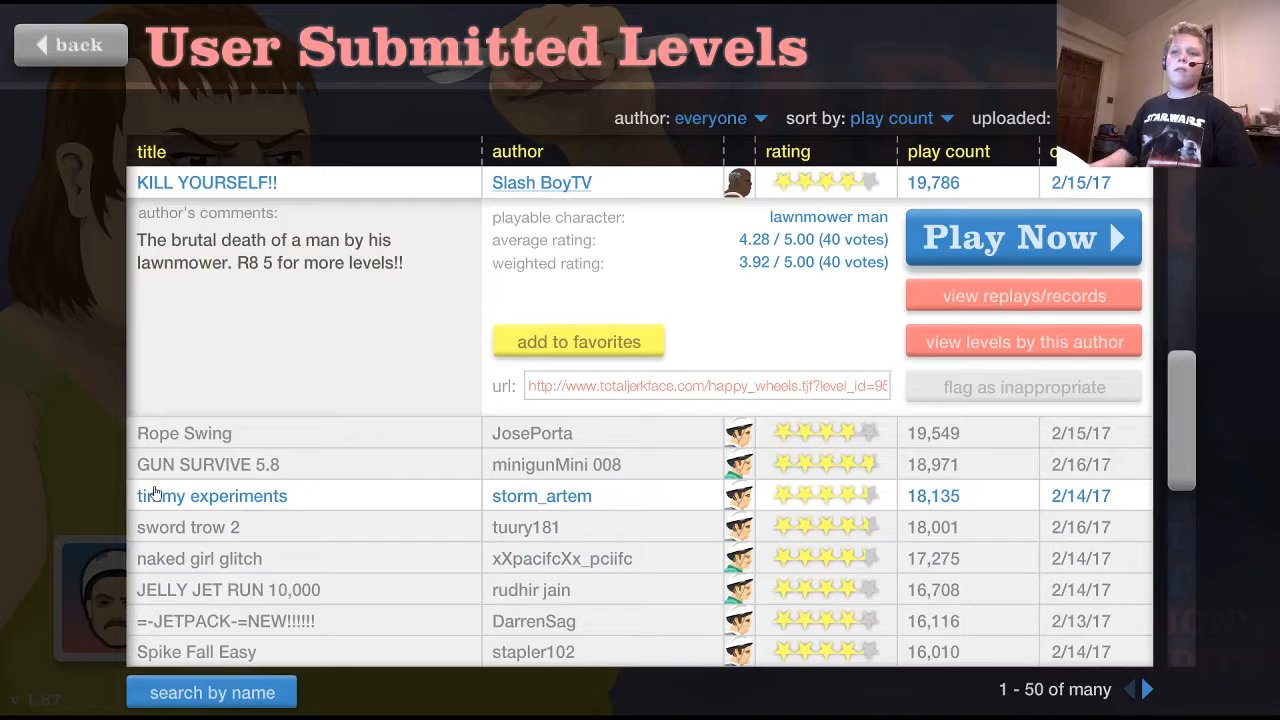 back
User Submitted Levels
author: everyone sort by: play count uploaded:
title author rating play count
KILL YOURSELF!! Slash BoyTV 19,786 2/15/17
author's comments:
The brutal death of a man by his
lawnmower. R8 5 for more levels!!
playable character: lawnmower man
average rating: 4.28 / 5.00 (40 votes)
weighted rating: 3.92 / 5.00 (40 votes)
Play Now
view replays/records
add to favorites
view levels by this author
url: http://www.totaljerkface.com/happy_wheels.tjf?level_id=95
flag as inappropriate
Rope Swing JosePorta 19,549 2/15/17
GUN SURVIVE 5.8 minigunMini 008 18,971 2/16/17
timmy experiments storm_artem 18,135 2/14/17
sword trow 2 tuury181 18,001 2/16/17
naked girl glitch xXpacifcXx_pciifc 17,275 2/14/17
JELLY JET RUN 10,000 rudhir jain 16,708 2/14/17
=-JETPACK-=NEW!!!!!! DarrenSag 16,116 2/13/17
Spike Fall Easy stapler102 16,010 2/14/17
search by name
1 - 50 of many
v 1.87
STAR WARS